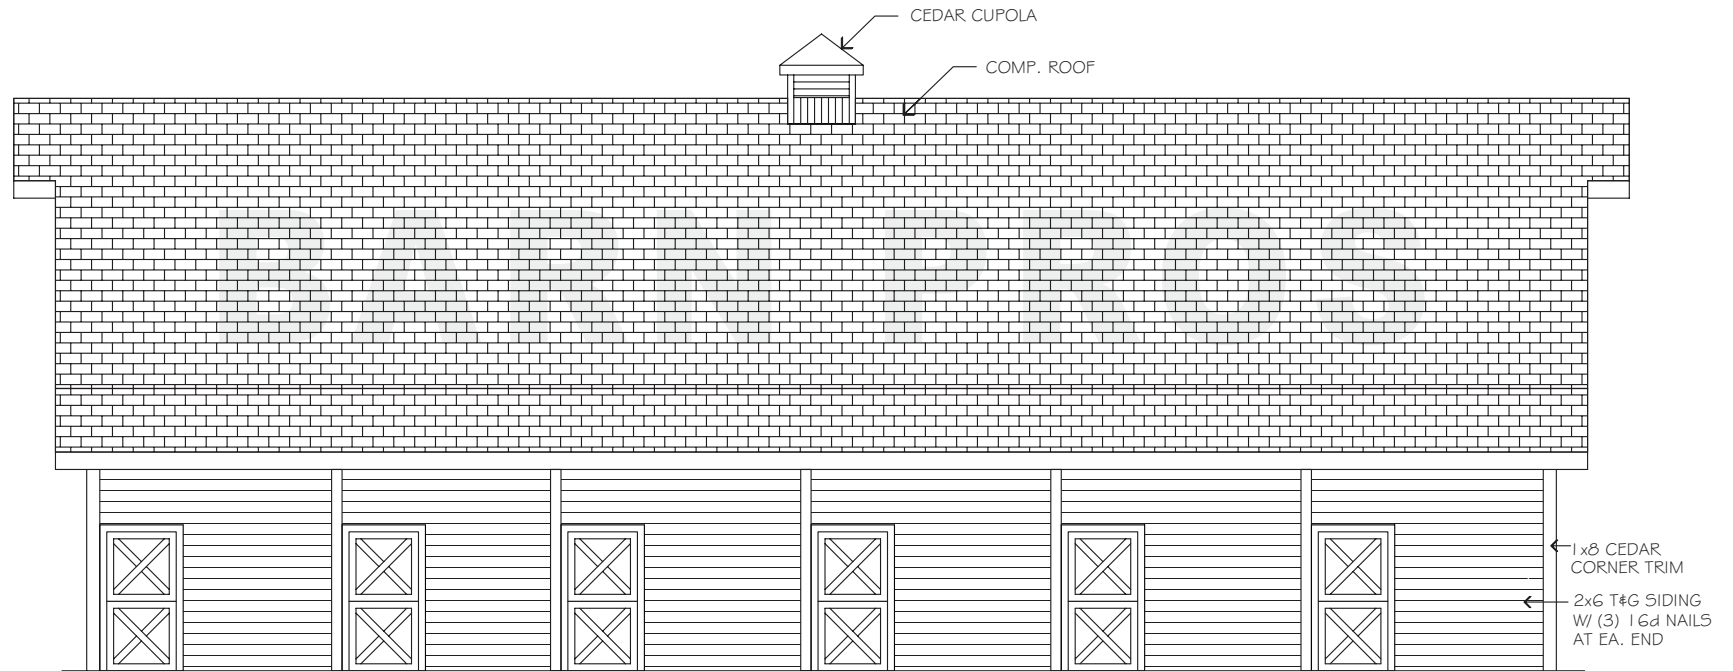 CEDAR CUPOLA
COMP. ROOF
BARN PROS
1x8 CEDAR
CORNER TRIM
2x6 T&G SIDING
W/ (3) 16d NAILS
AT EA. END